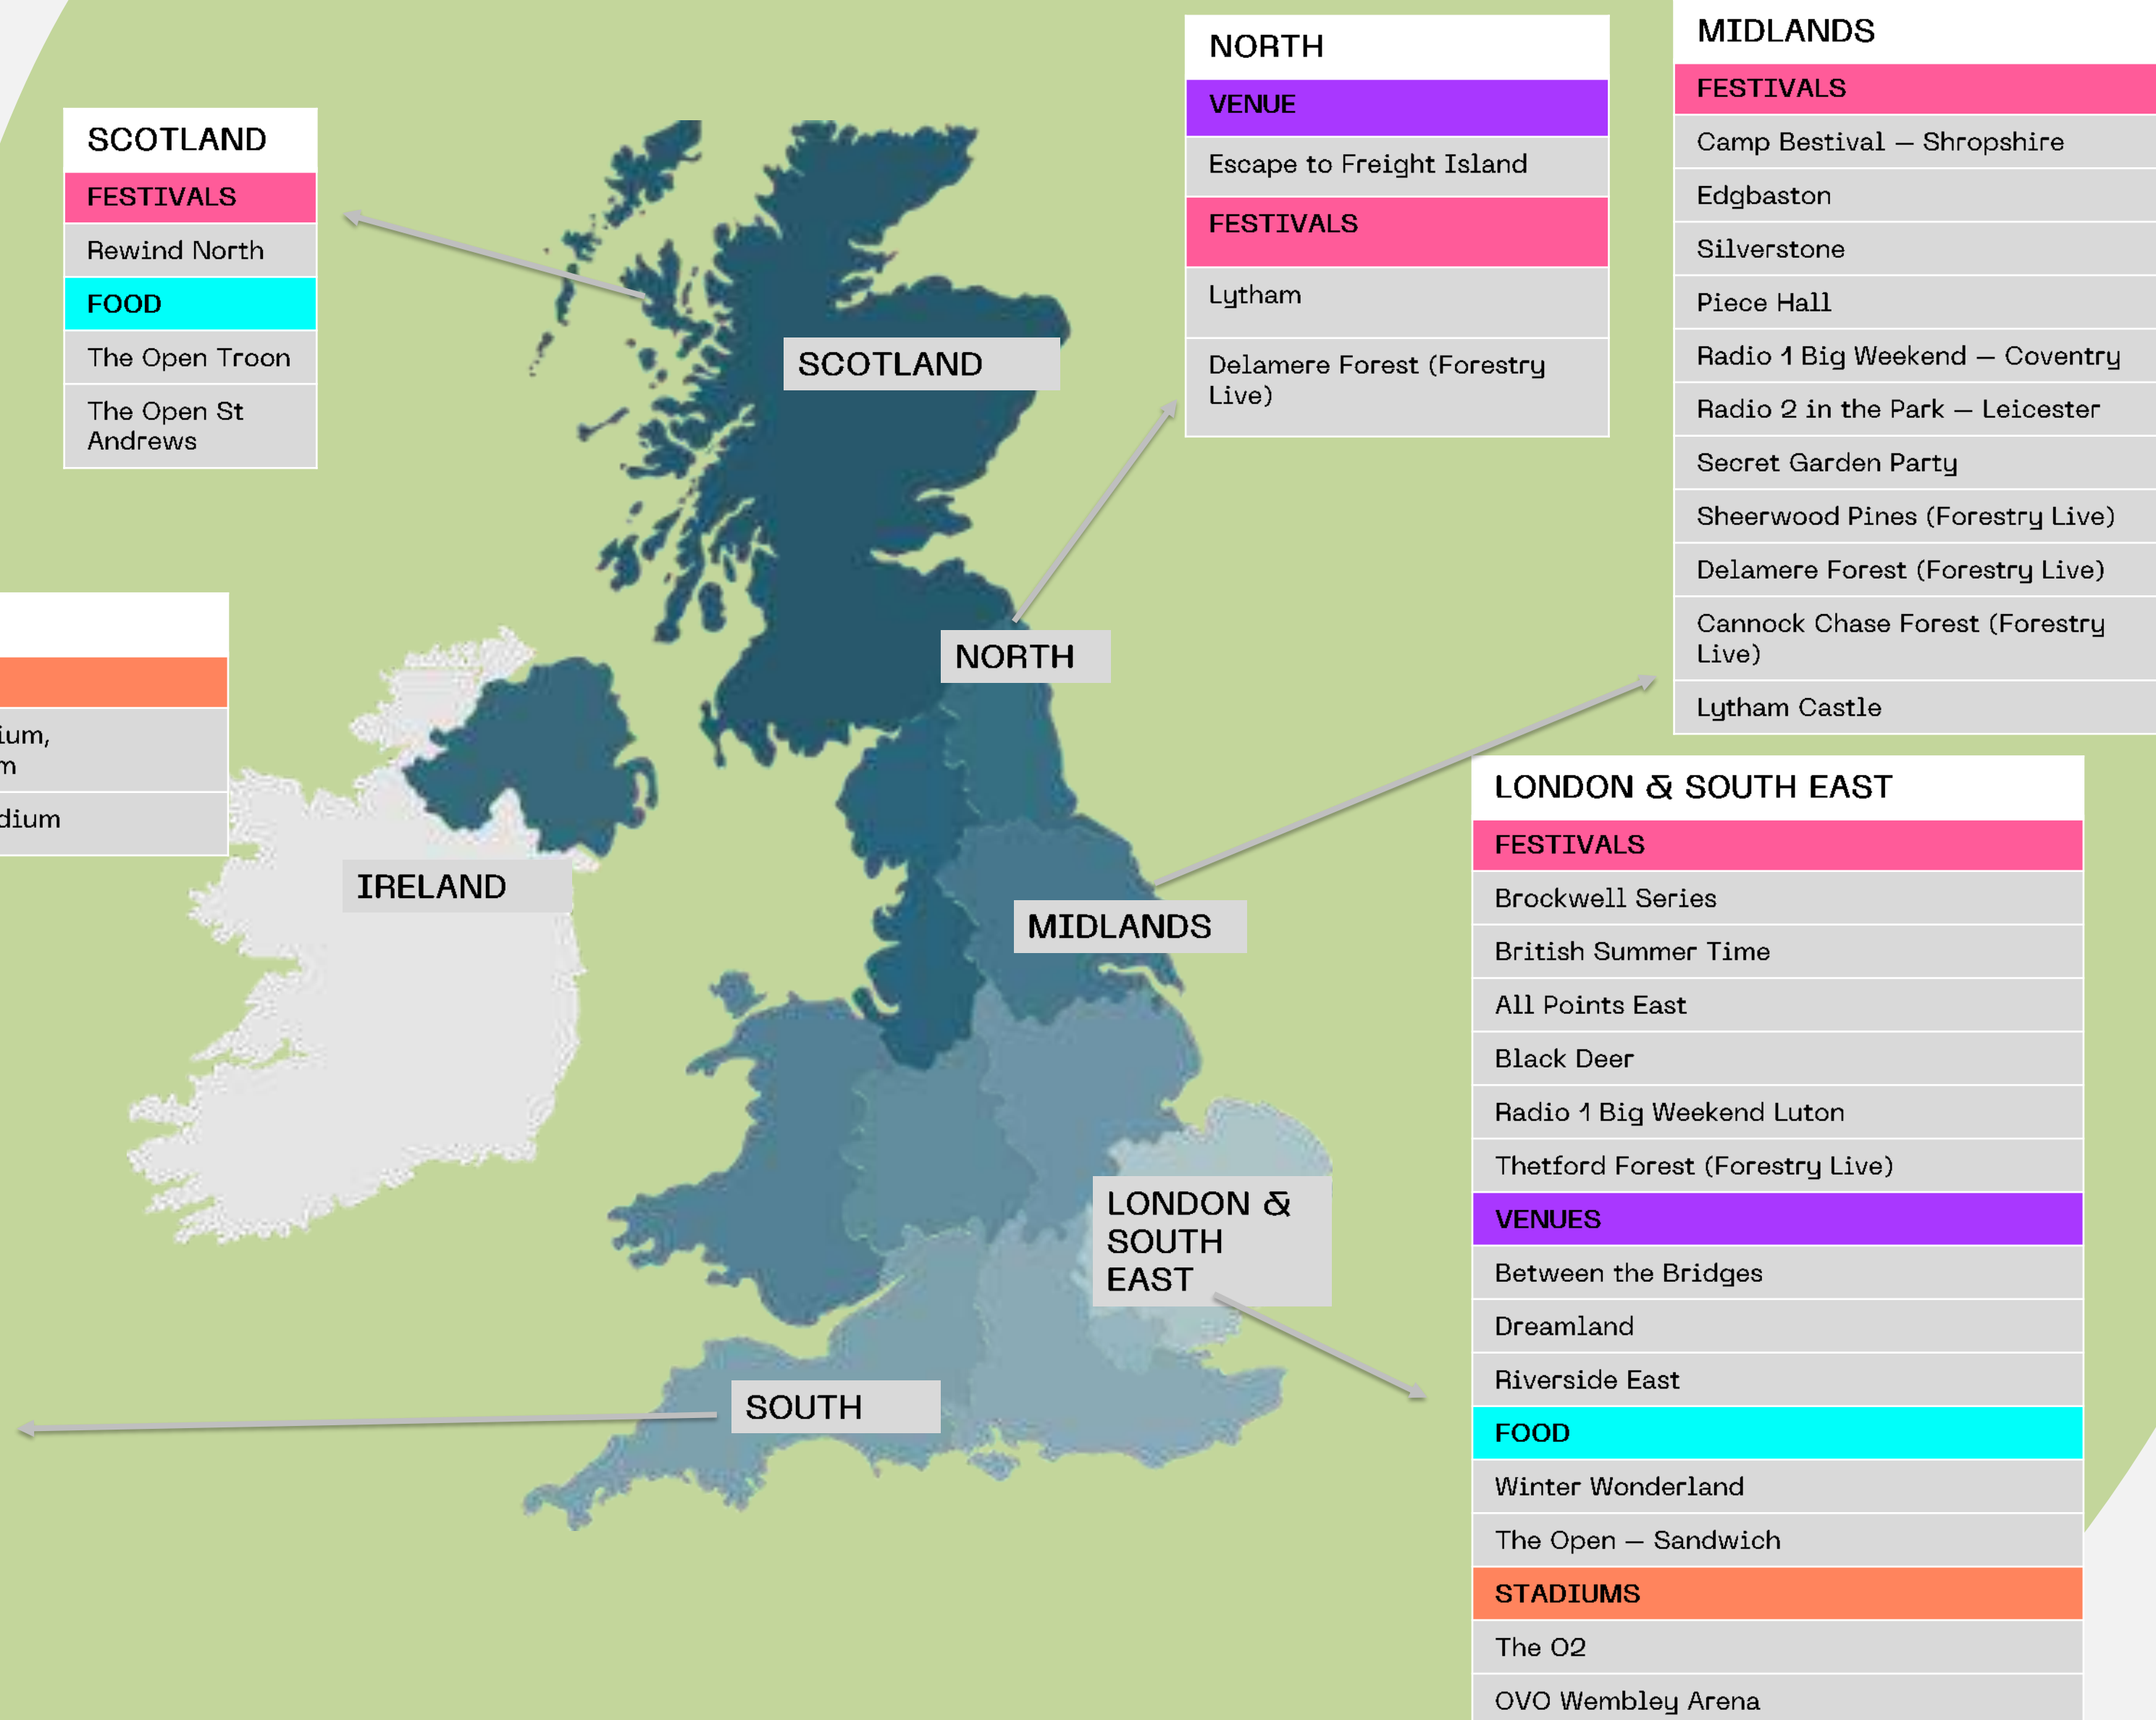 SCOTLAND
FESTIVALS
Rewind North
FOOD
The Open Troon
The Open St
Andrews
NORTH
VENUE
Escape to Freight Island
FESTIVALS
Lytham
Delamere Forest (Forestry
Live)
MIDLANDS
FESTIVALS
Camp Bestival – Shropshire
Edgbaston
Silverstone
Piece Hall
Radio 1 Big Weekend – Coventry
Radio 2 in the Park – Leicester
Secret Garden Party
Sheerwood Pines (Forestry Live)
Delamere Forest (Forestry Live)
Cannock Chase Forest (Forestry
Live)
Lytham Castle
SCOTLAND
NORTH
IRELAND
MIDLANDS
LONDON &
SOUTH
EAST
SOUTH
LONDON & SOUTH EAST
FESTIVALS
Brockwell Series
British Summer Time
All Points East
Black Deer
Radio 1 Big Weekend Luton
Thetford Forest (Forestry Live)
VENUES
Between the Bridges
Dreamland
Riverside East
FOOD
Winter Wonderland
The Open – Sandwich
STADIUMS
The O2
OVO Wembley Arena